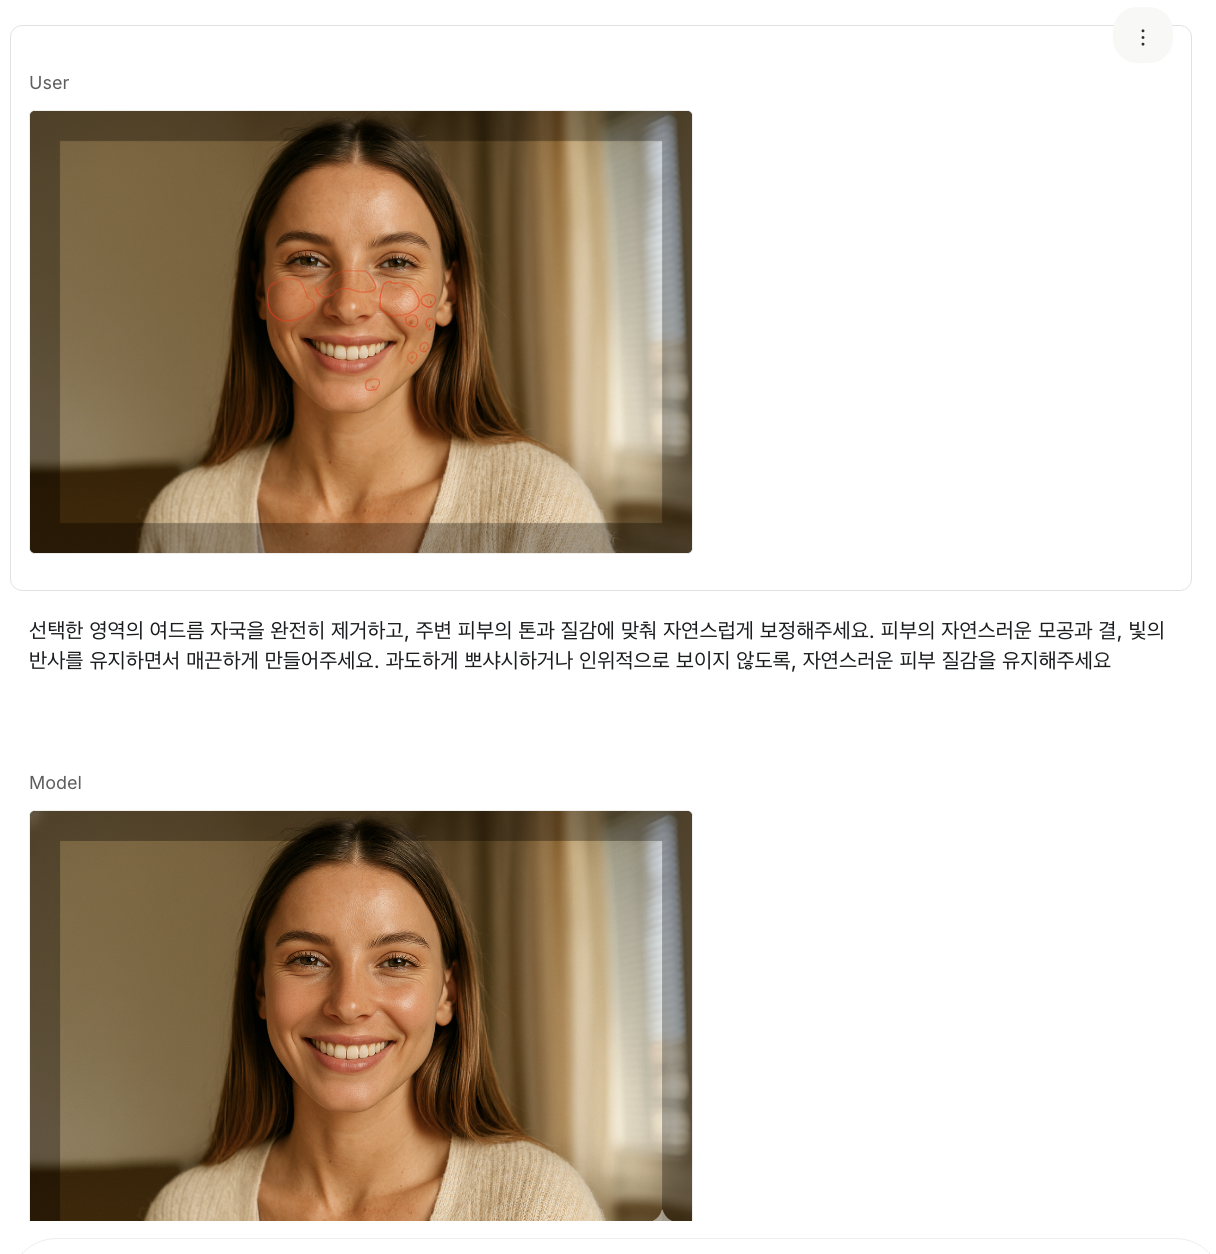 User
선택한 영역의 여드름 자국을 완전히 제거하고, 주변 피부의 톤과 질감에 맞춰 자연스럽게 보정해주세요. 피부의 자연스러운 모공과 결, 빛의
반사를 유지하면서 매끈하게 만들어주세요. 과도하게 뽀샤시하거나 인위적으로 보이지 않도록, 자연스러운 피부 질감을 유지해주세요
Model